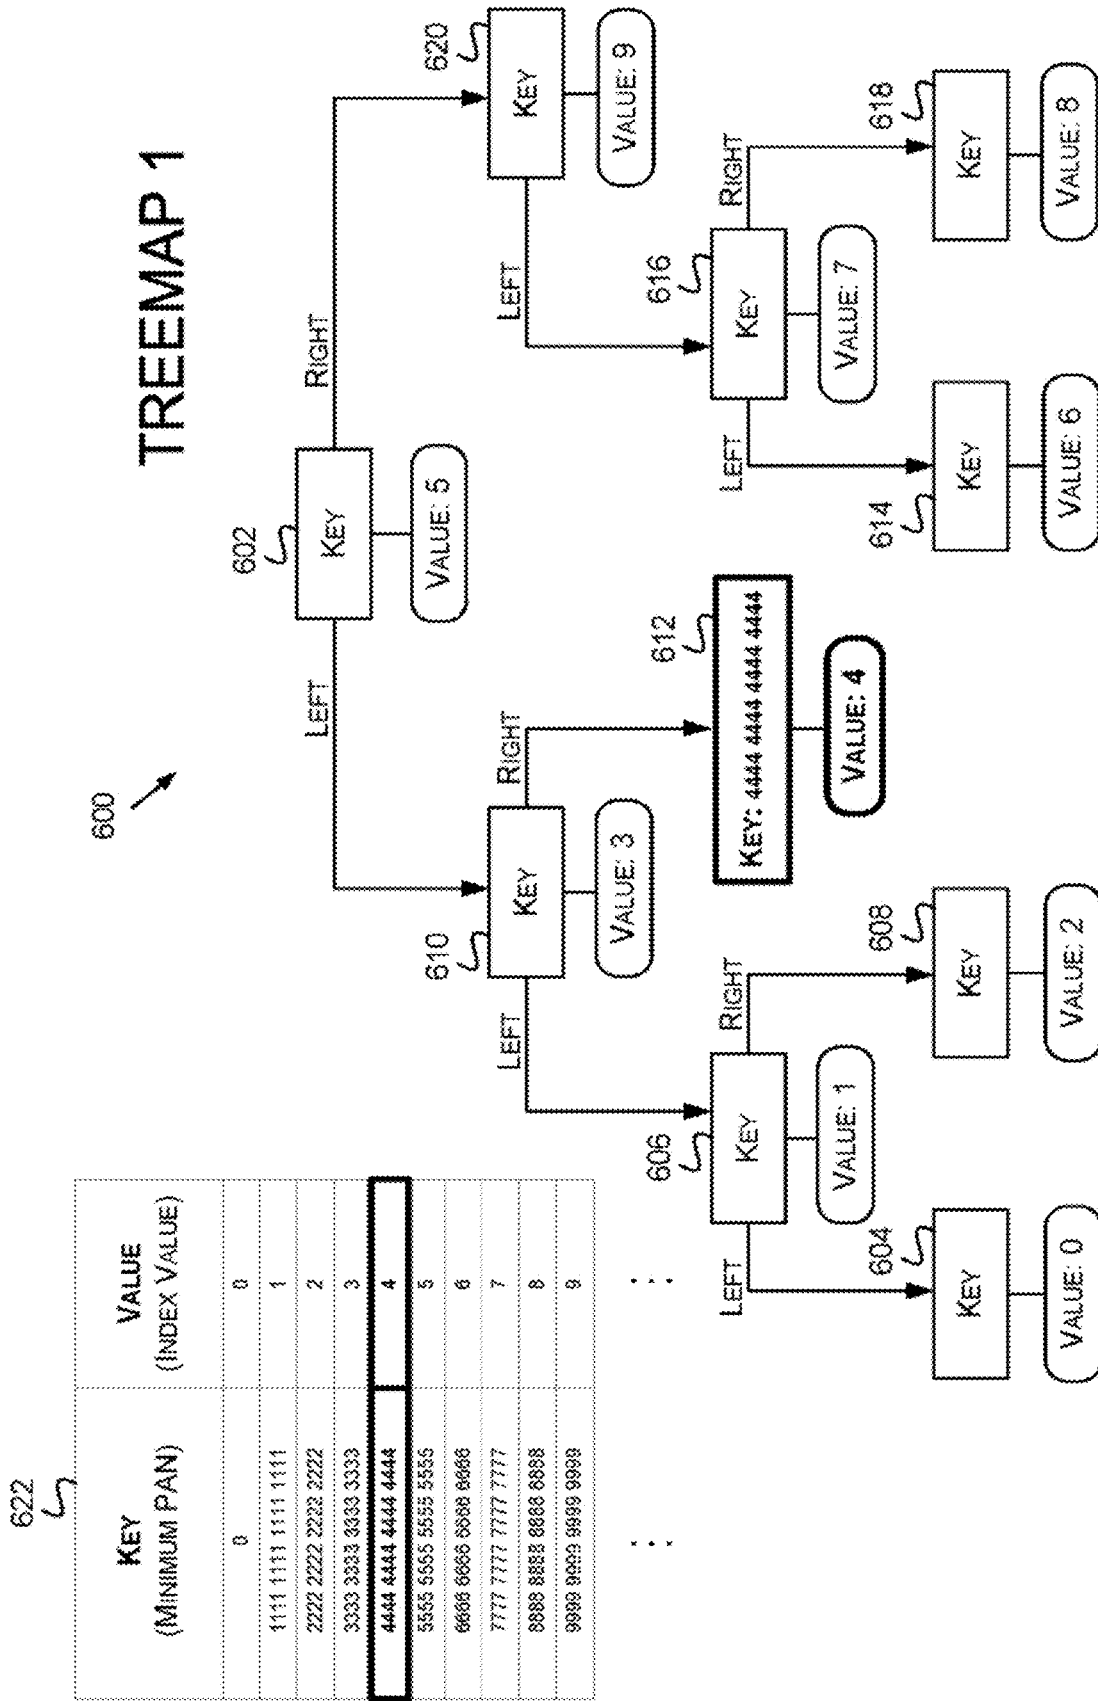 600
TREEMAP 1
622
KEY
(MINIMUM PAN)
VALUE
(INDEX VALUE)
0 0
1111 1111 1111 1111 1
2222 2222 2222 2222 2
3333 3333 3333 3333 3
4444 4444 4444 4444 4
5555 5555 5555 5555 5
6666 6666 6666 6666 6
7777 7777 7777 7777 7
8888 8888 8888 8888 8
9999 9999 9999 9999 9
. . . . . .
602
KEY
VALUE: 5
LEFT
RIGHT
610
KEY
VALUE: 3
LEFT
RIGHT
620
KEY
VALUE: 9
LEFT
606
KEY
VALUE: 1
LEFT
RIGHT
612
KEY: 4444 4444 4444 4444
VALUE: 4
616
KEY
VALUE: 7
LEFT
RIGHT
604
KEY
VALUE: 0
608
KEY
VALUE: 2
614
KEY
VALUE: 6
618
KEY
VALUE: 8